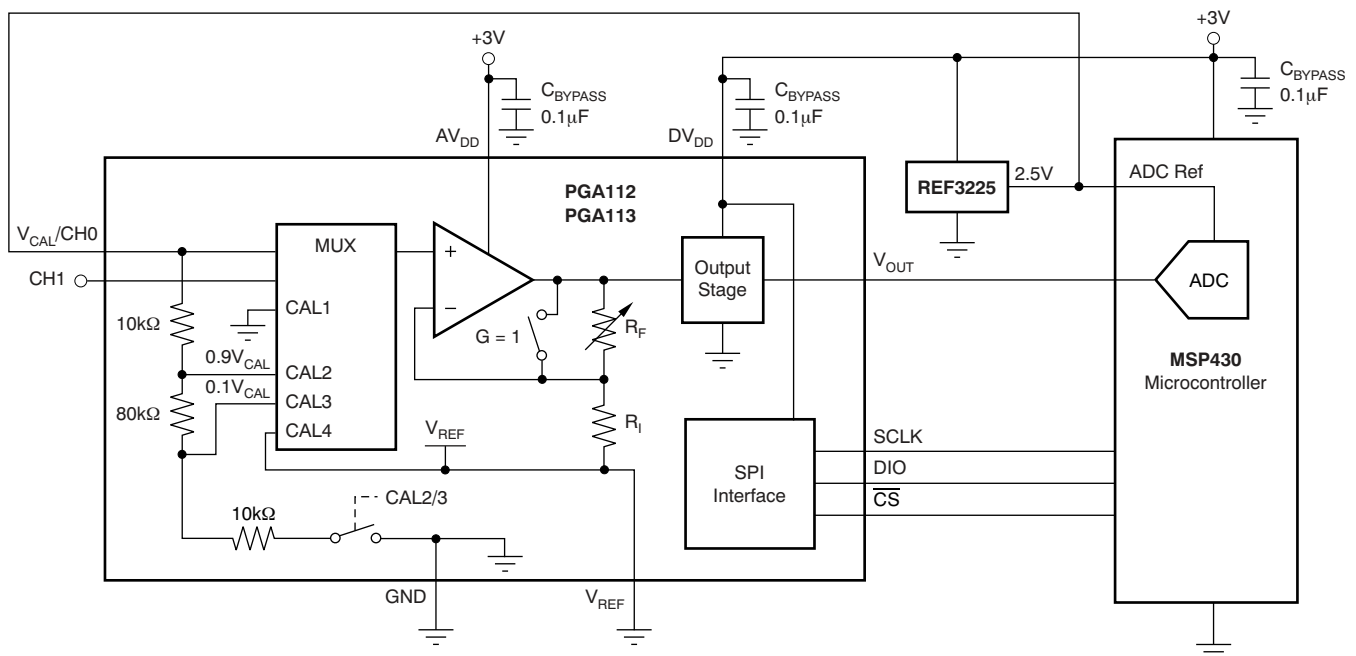 +3V
+3V
C_BYPASS
0.1µF
C_BYPASS
0.1µF
C_BYPASS
0.1µF
AV_DD
DV_DD
PGA112
PGA113
REF3225
2.5V
ADC Ref
V_CAL/CH0
CH1
MUX
CAL1
CAL2
CAL3
CAL4
10kΩ
0.9V_CAL
0.1V_CAL
80kΩ
+
−
G = 1
R_F
R_I
Output
Stage
V_OUT
ADC
MSP430
Microcontroller
V_REF
SPI
Interface
SCLK
DIO
C̅S̅
10kΩ
CAL2/3
GND
V_REF